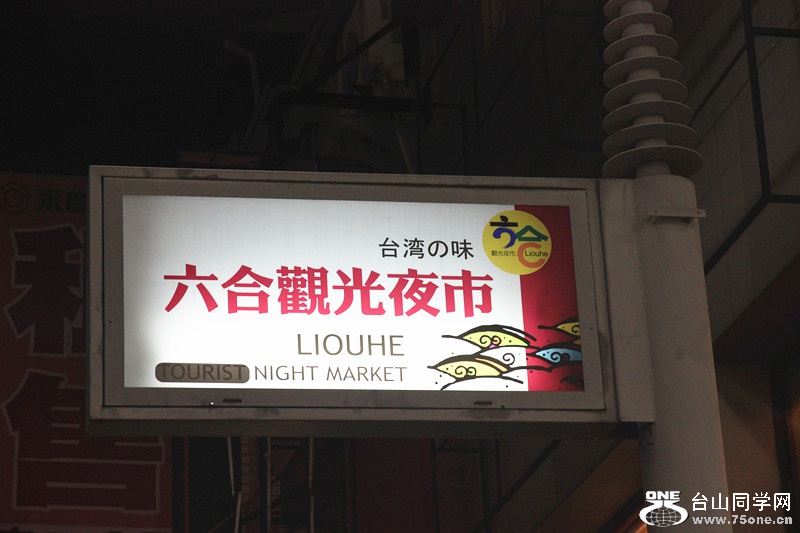 台湾の味
六合觀光夜市
LIOUHE
TOURIST NIGHT MARKET
六合
觀光夜市 Liouhe
售
ONE 台山同学网
www.75one.cn